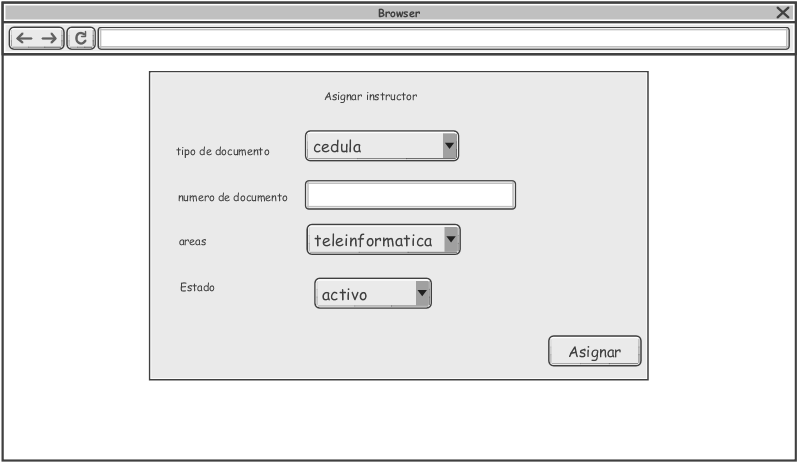 Browser
Asignar instructor
tipo de documento
cedula
numero de documento
areas
teleinformatica
Estado
activo
Asignar